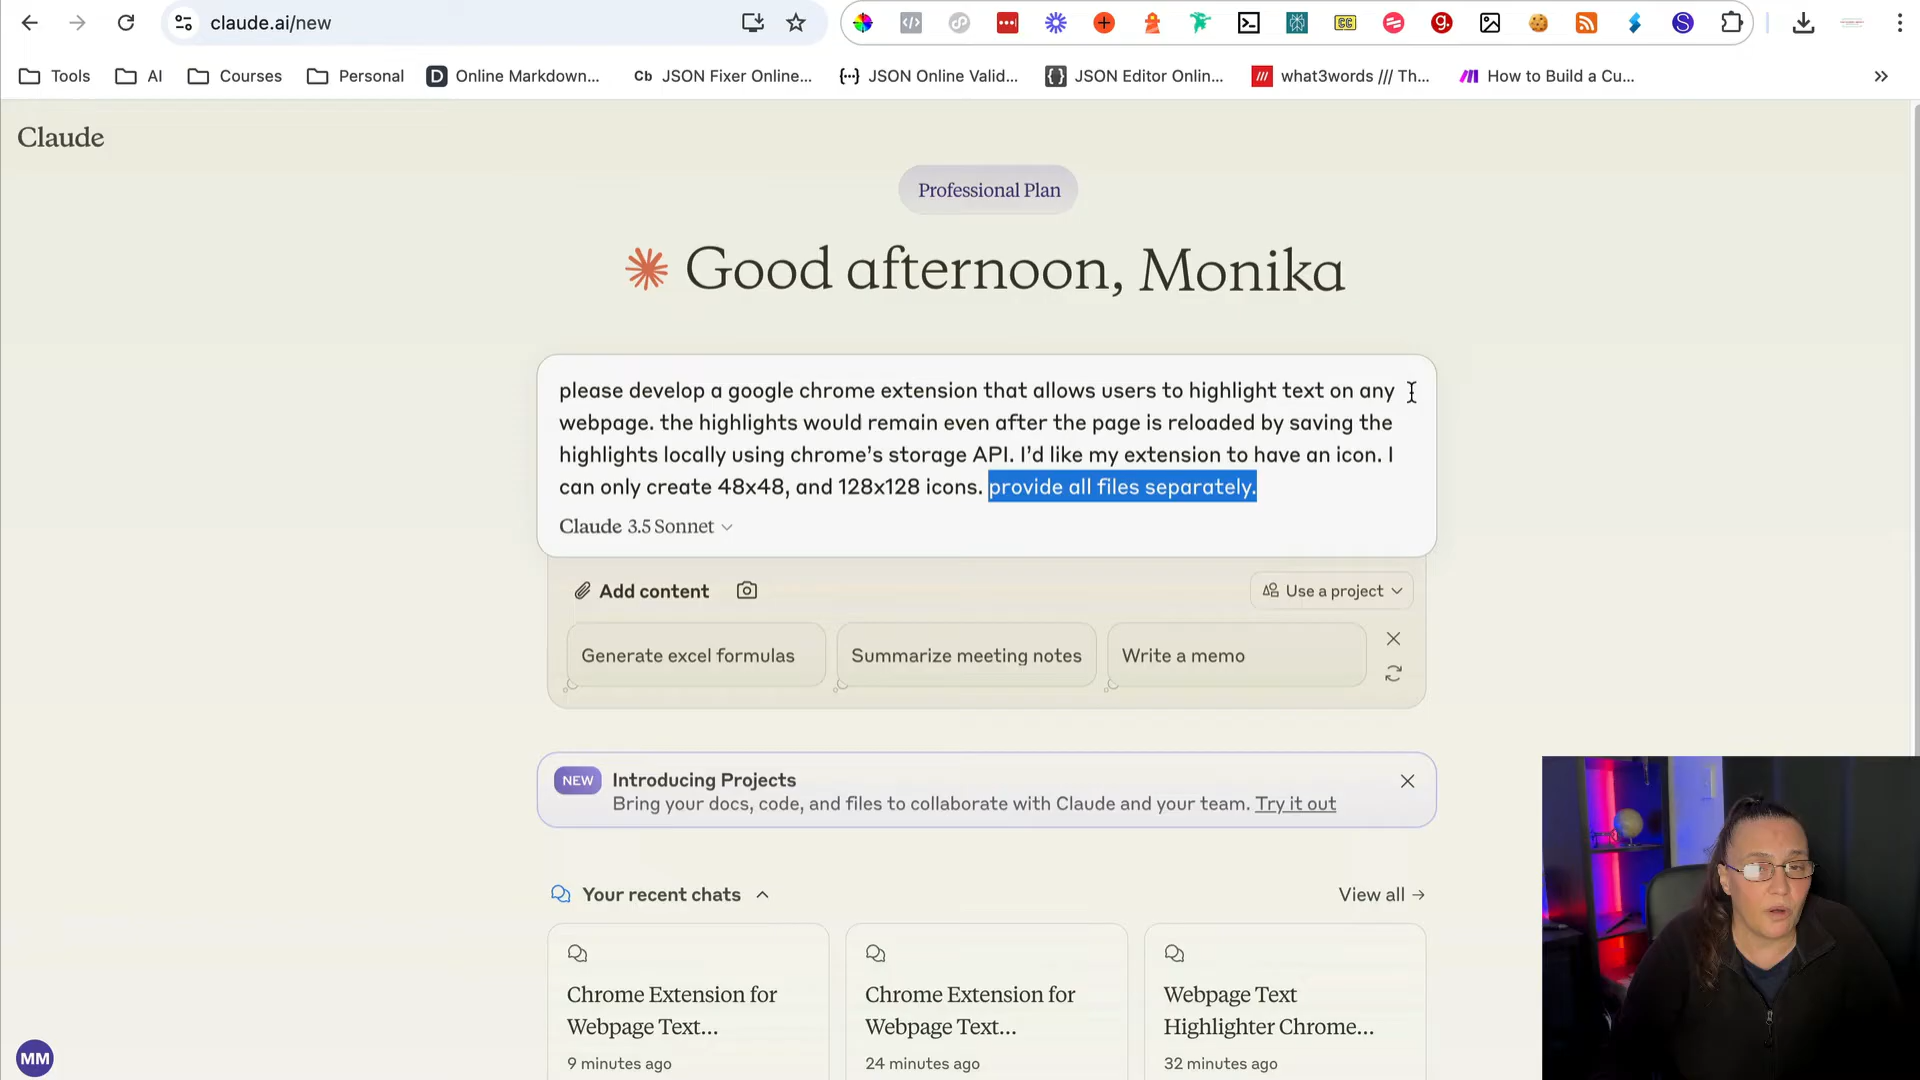 claude.ai/new
Tools
AI
Courses
Personal
D
Online Markdown...
Cb
JSON Fixer Online...
JSON Online Valid...
JSON Editor Onlin...
what3words /// Th...
How to Build a Cu...
Claude
Professional Plan
Good afternoon, Monika
please develop a google chrome extension that allows users to highlight text on any
webpage. the highlights would remain even after the page is reloaded by saving the
highlights locally using chrome’s storage API. I’d like my extension to have an icon. I
can only create 48x48, and 128x128 icons. provide all files separately.
Claude 3.5 Sonnet
Add content
Use a project
Generate excel formulas
Summarize meeting notes
Write a memo
NEW
Introducing Projects
Bring your docs, code, and files to collaborate with Claude and your team. Try it out
Your recent chats
View all
Chrome Extension for
Webpage Text...
9 minutes ago
Chrome Extension for
Webpage Text...
24 minutes ago
Webpage Text
Highlighter Chrome...
32 minutes ago
MM